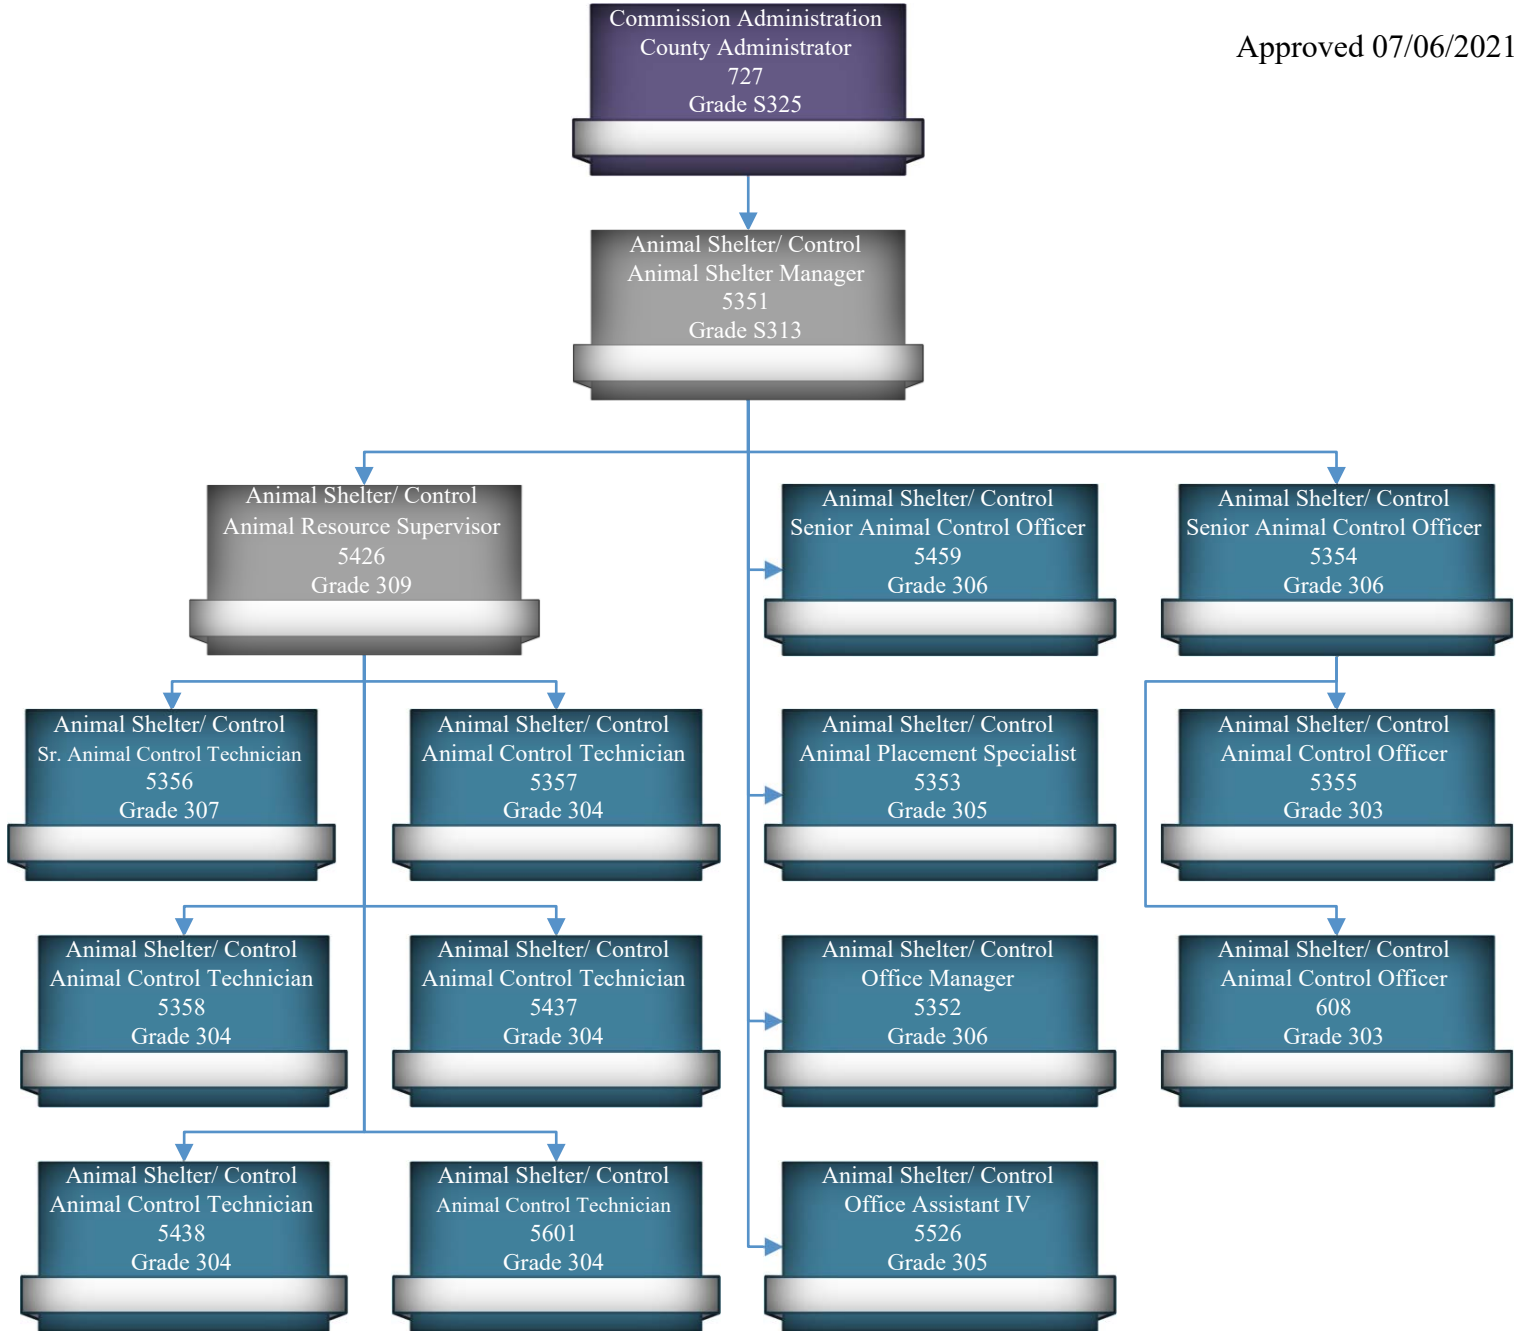 Commission Administration
County Administrator
727
Grade S325
Approved 07/06/2021
Animal Shelter/ Control
Animal Shelter Manager
5351
Grade S313
Animal Shelter/ Control
Animal Resource Supervisor
5426
Grade 309
Animal Shelter/ Control
Senior Animal Control Officer
5459
Grade 306
Animal Shelter/ Control
Senior Animal Control Officer
5354
Grade 306
Animal Shelter/ Control
Sr. Animal Control Technician
5356
Grade 307
Animal Shelter/ Control
Animal Control Technician
5357
Grade 304
Animal Shelter/ Control
Animal Placement Specialist
5353
Grade 305
Animal Shelter/ Control
Animal Control Officer
5355
Grade 303
Animal Shelter/ Control
Animal Control Technician
5358
Grade 304
Animal Shelter/ Control
Animal Control Technician
5437
Grade 304
Animal Shelter/ Control
Office Manager
5352
Grade 306
Animal Shelter/ Control
Animal Control Officer
608
Grade 303
Animal Shelter/ Control
Animal Control Technician
5438
Grade 304
Animal Shelter/ Control
Animal Control Technician
5601
Grade 304
Animal Shelter/ Control
Office Assistant IV
5526
Grade 305